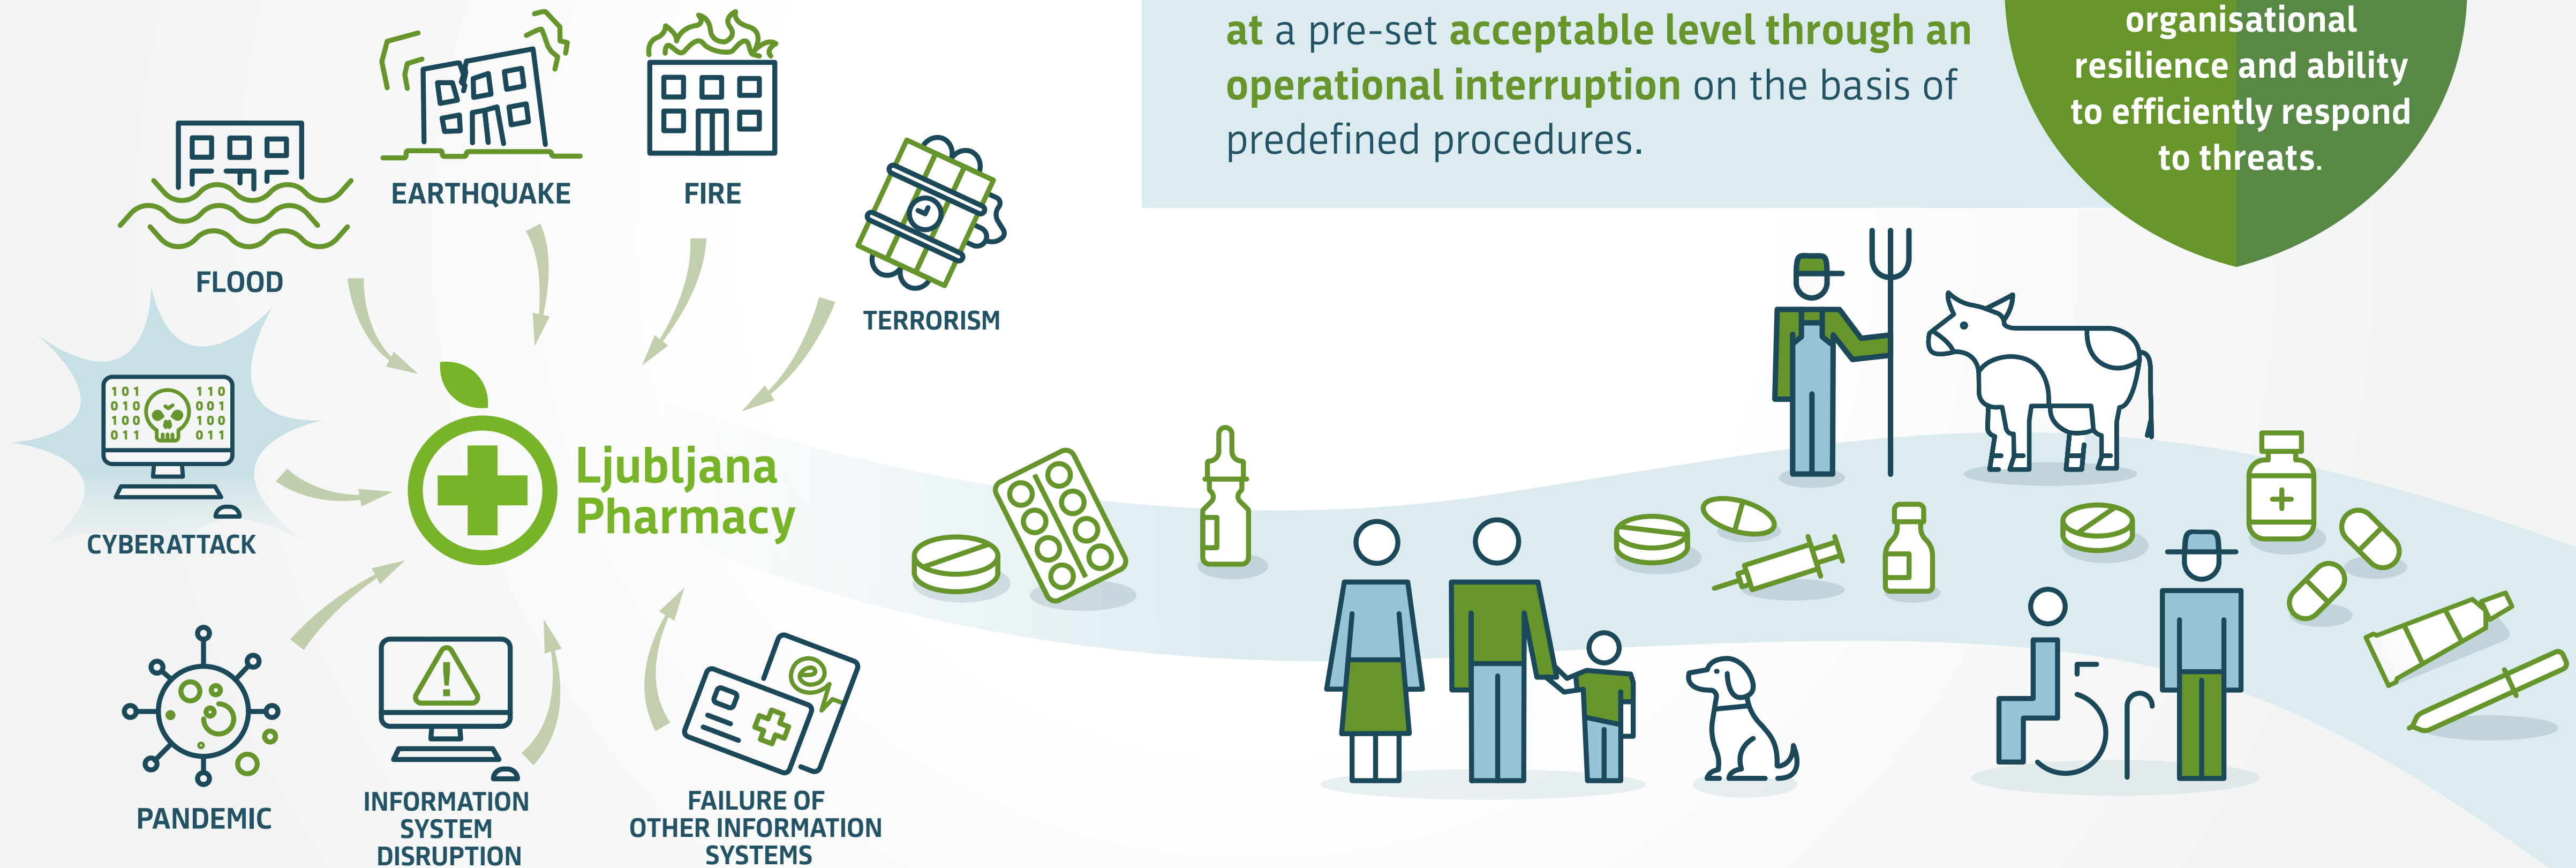 at a pre-set acceptable level through an
operational interruption on the basis of
predefined procedures.
organisational
resilience and ability
to efficiently respond
to threats.
EARTHQUAKE
FIRE
FLOOD
TERRORISM
101 110
010 001
100 100
011 011
CYBERATTACK
Ljubljana
Pharmacy
PANDEMIC
!
INFORMATION
SYSTEM
DISRUPTION
e
FAILURE OF
OTHER INFORMATION
SYSTEMS